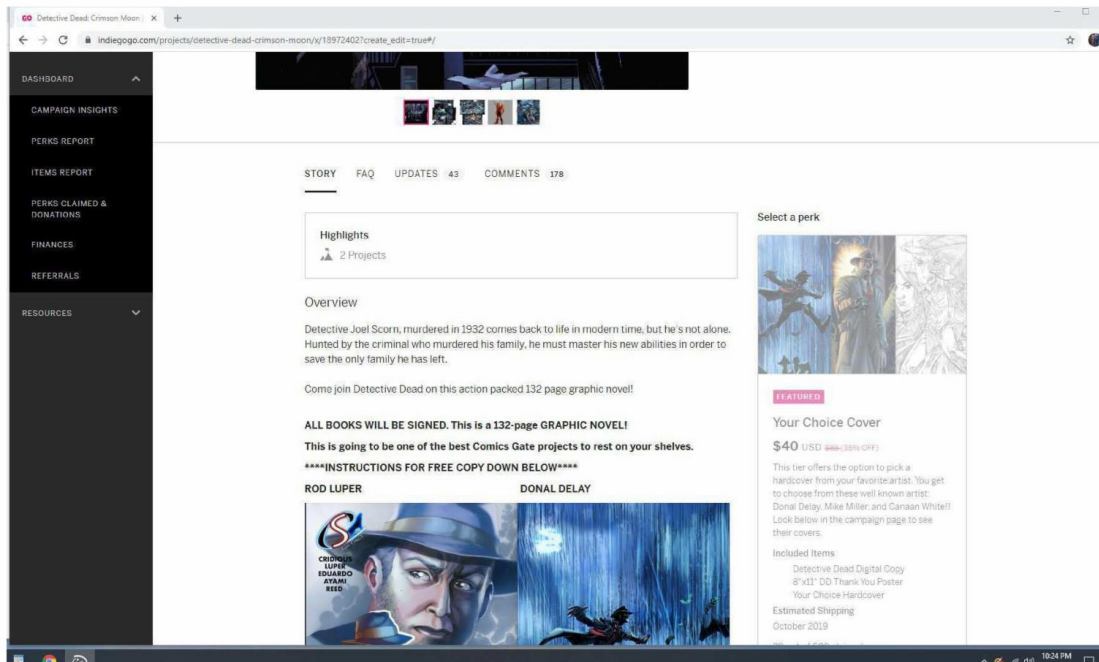 GO Detective Dead: Crimson Moon
indiegogo.com/projects/detective-dead-crimson-moon/x/18972402?create_edit=true#/
DASHBOARD
CAMPAIGN INSIGHTS
PERKS REPORT
ITEMS REPORT
PERKS CLAIMED &
DONATIONS
FINANCES
REFERRALS
RESOURCES
STORY FAQ UPDATES 43 COMMENTS 178
Highlights
2 Projects
Overview
Detective Joel Scorn, murdered in 1932 comes back to life in modern time, but he's not alone.
Hunted by the criminal who murdered his family, he must master his new abilities in order to
save the only family he has left.
Come join Detective Dead on this action packed 132 page graphic novel!
ALL BOOKS WILL BE SIGNED. This is a 132-page GRAPHIC NOVEL!
This is going to be one of the best Comics Gate projects to rest on your shelves.
****INSTRUCTIONS FOR FREE COPY DOWN BELOW****
ROD LUPER DONAL DELAY
CRIDIOUS
LUPER
EDUARDO
AYAMI
REED
Select a perk
FEATURED
Your Choice Cover
$40 USD (35% OFF)
This tier offers the option to pick a
hardcover from your favorite artist. You get
to choose from these well known artist:
Donal Delay, Mike Miller, and Canaan White!!
Look below in the campaign page to see
their covers.
Included Items
Detective Dead Digital Copy
8"x11" DD Thank You Poster
Your Choice Hardcover
Estimated Shipping
October 2019
10:24 PM